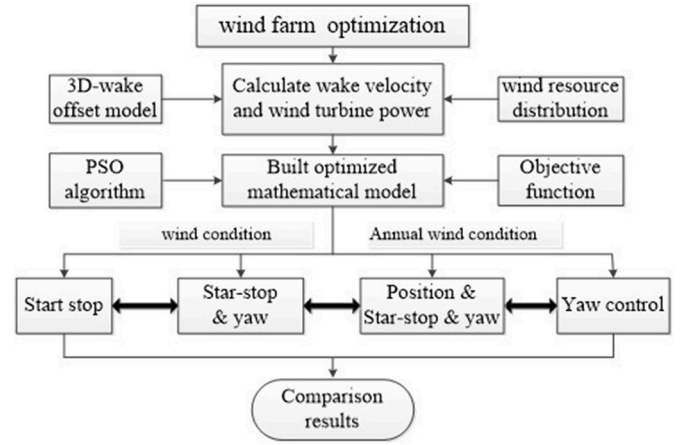 wind farm optimization
3D-wake
offset model
Calculate wake velocity
and wind turbine power
wind resource
distribution
PSO
algorithm
Built optimized
mathematical model
Objective
function
wind condition
Annual wind condition
Start stop
Star-stop
& yaw
Position &
Star-stop & yaw
Yaw control
Comparison
results